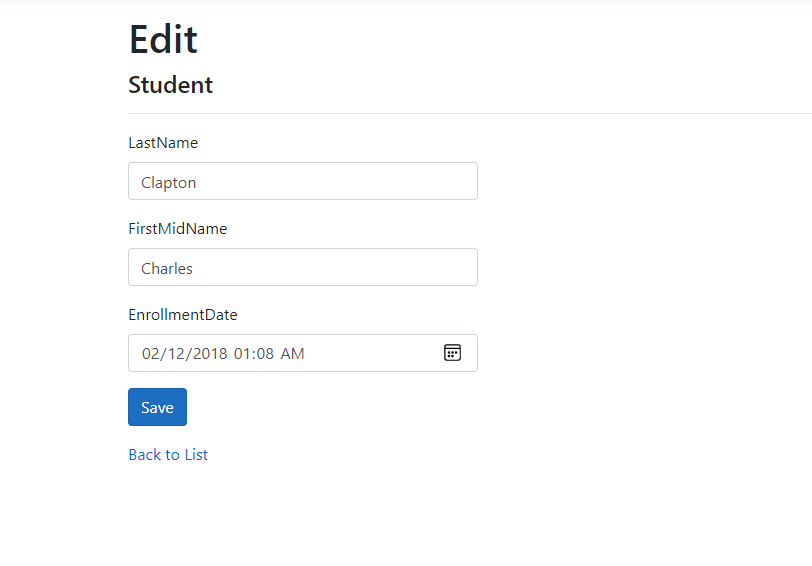 Edit
Student
LastName
Clapton
FirstMidName
Charles
EnrollmentDate
02/12/2018 01:08 AM
Save
Back to List